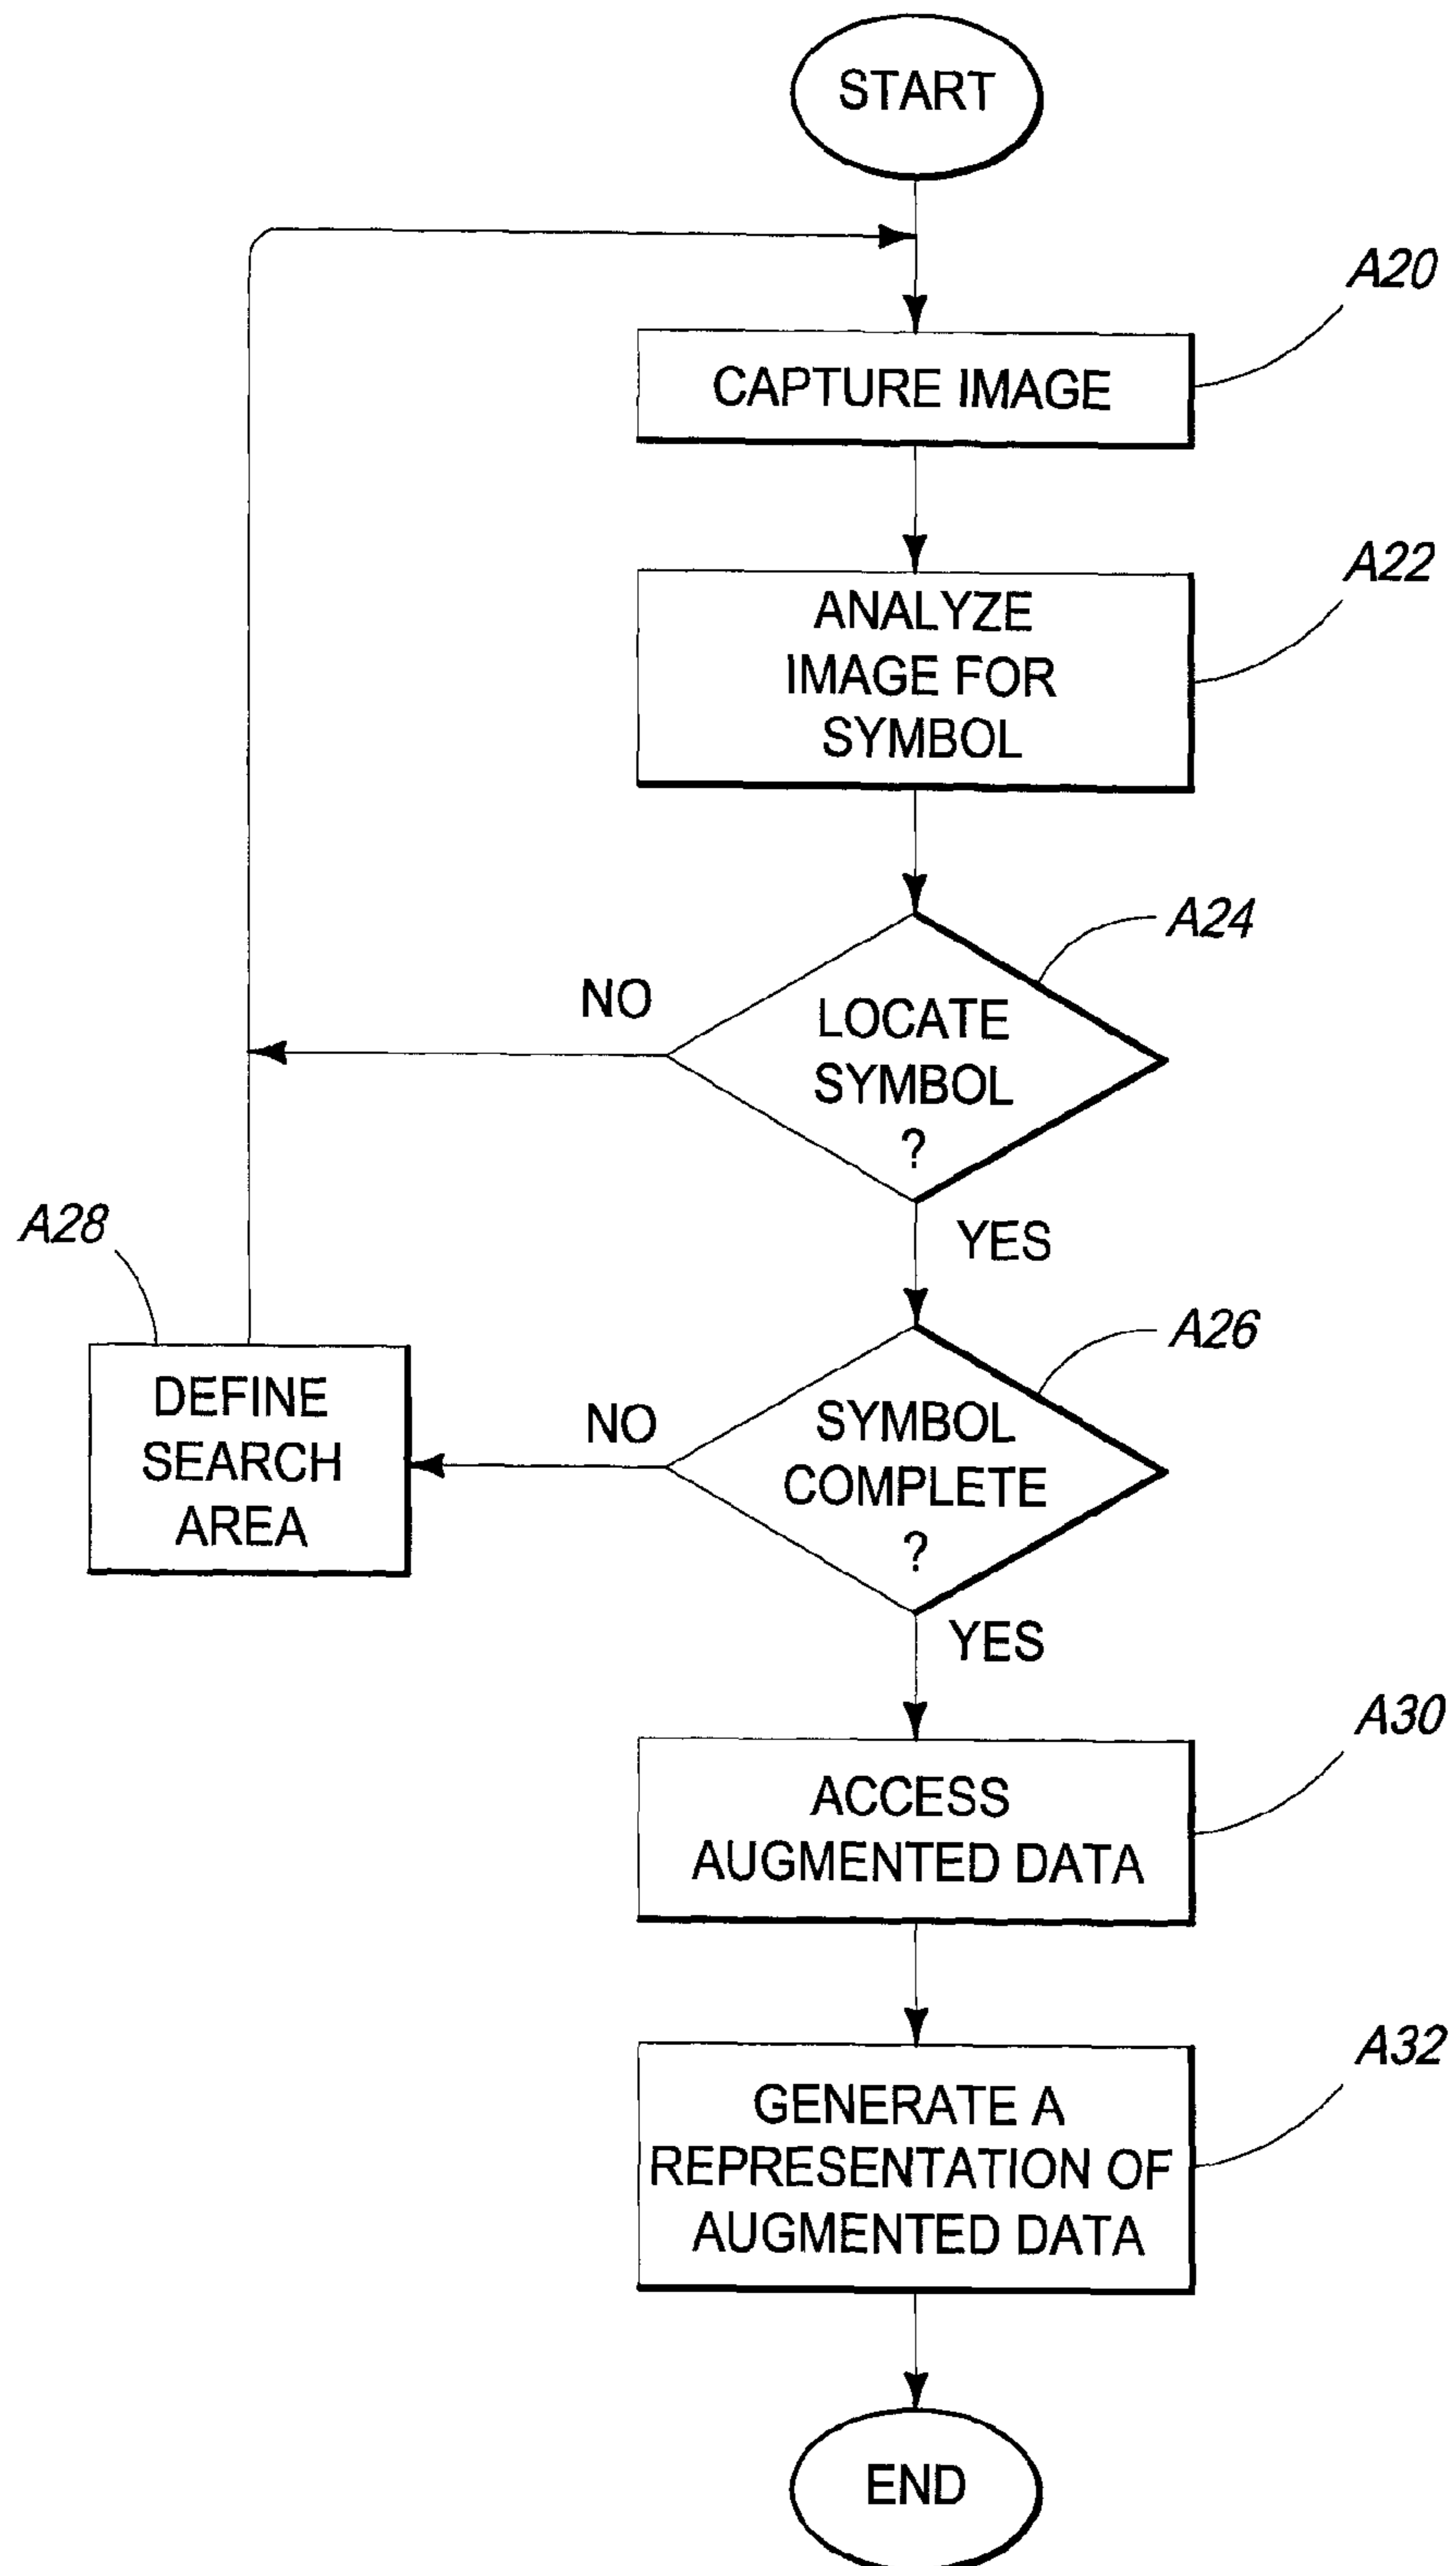 START
A20
CAPTURE IMAGE
A22
ANALYZE
IMAGE FOR
SYMBOL
A24
NO
LOCATE
SYMBOL
?
YES
A28
A26
DEFINE
SEARCH
AREA
NO
SYMBOL
COMPLETE
?
YES
A30
ACCESS
AUGMENTED DATA
A32
GENERATE A
REPRESENTATION OF
AUGMENTED DATA
END